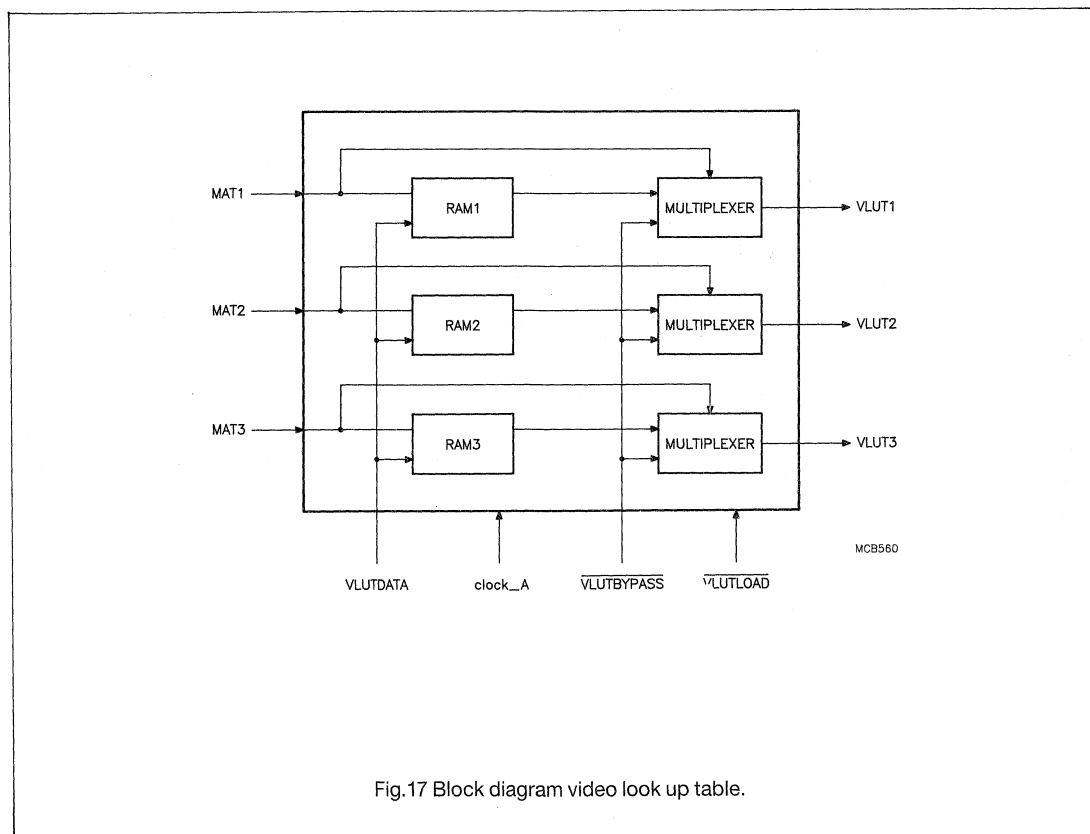 MAT1
RAM1
MULTIPLEXER
VLUT1
MAT2
RAM2
MULTIPLEXER
VLUT2
MAT3
RAM3
MULTIPLEXER
VLUT3
MCB560
VLUTDATA
clock_A
VLUTBYPASS
VLUTLOAD
Fig.17 Block diagram video look up table.